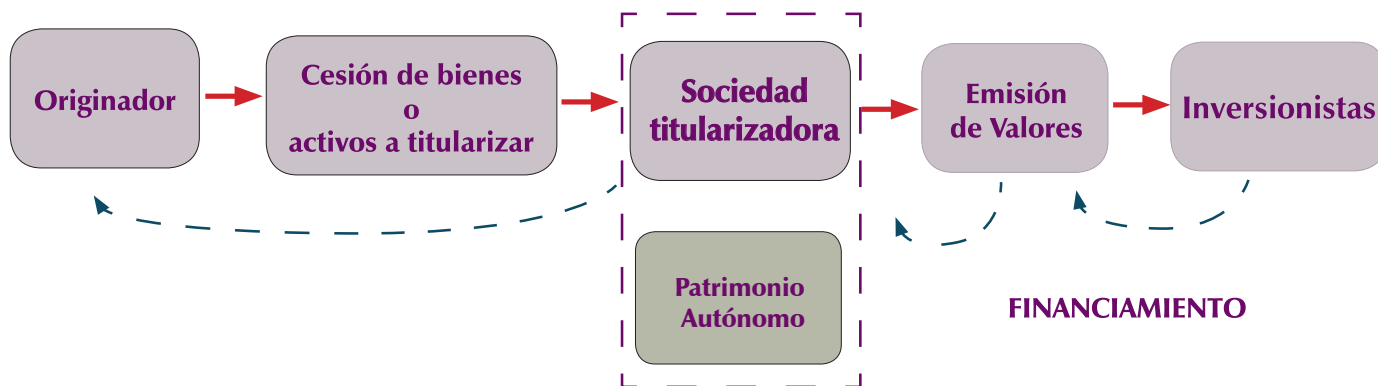 Originador
Cesión de bienes
o
activos a titularizar
Sociedad
titularizadora
Emisión
de Valores
Inversionistas
Patrimonio
Autónomo
FINANCIAMIENTO